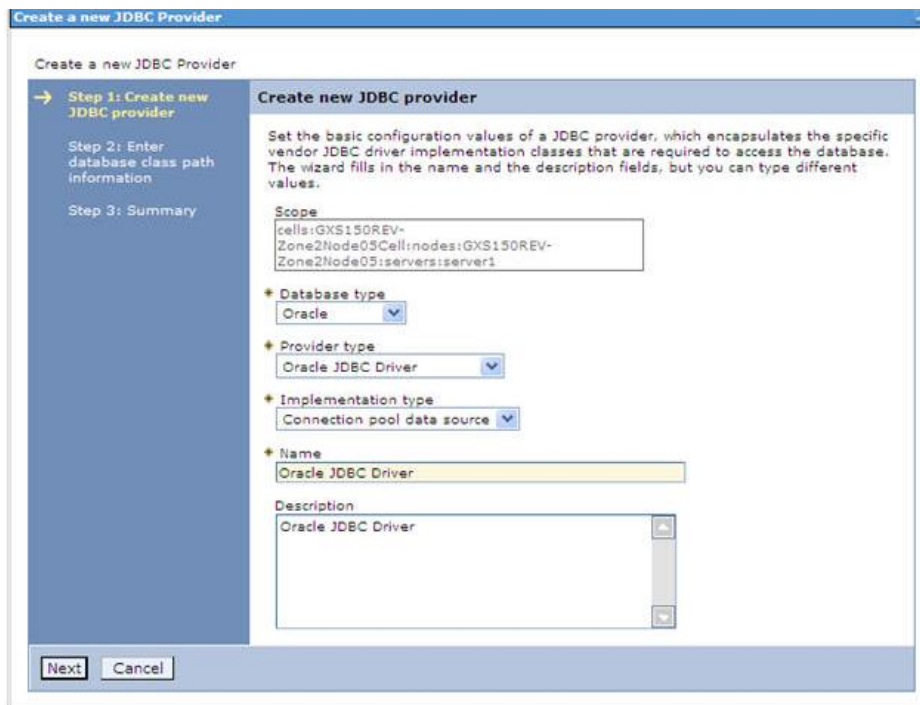 Create a new JDBC Provider
Create a new JDBC Provider
Step 1: Create new
JDBC provider
Step 2: Enter
database class path
information
Step 3: Summary
Create new JDBC provider
Set the basic configuration values of a JDBC provider, which encapsulates the specific
vendor JDBC driver implementation classes that are required to access the database.
The wizard fills in the name and the description fields, but you can type different
values.
Scope
cells:GXS150REV-
Zone2Node05Cell:nodes:GXS150REV-
Zone2Node05:servers:server1
* Database type
Oracle
* Provider type
Oracle JDBC Driver
* Implementation type
Connection pool data source
* Name
Oracle JDBC Driver
Description
Oracle JDBC Driver
Next Cancel